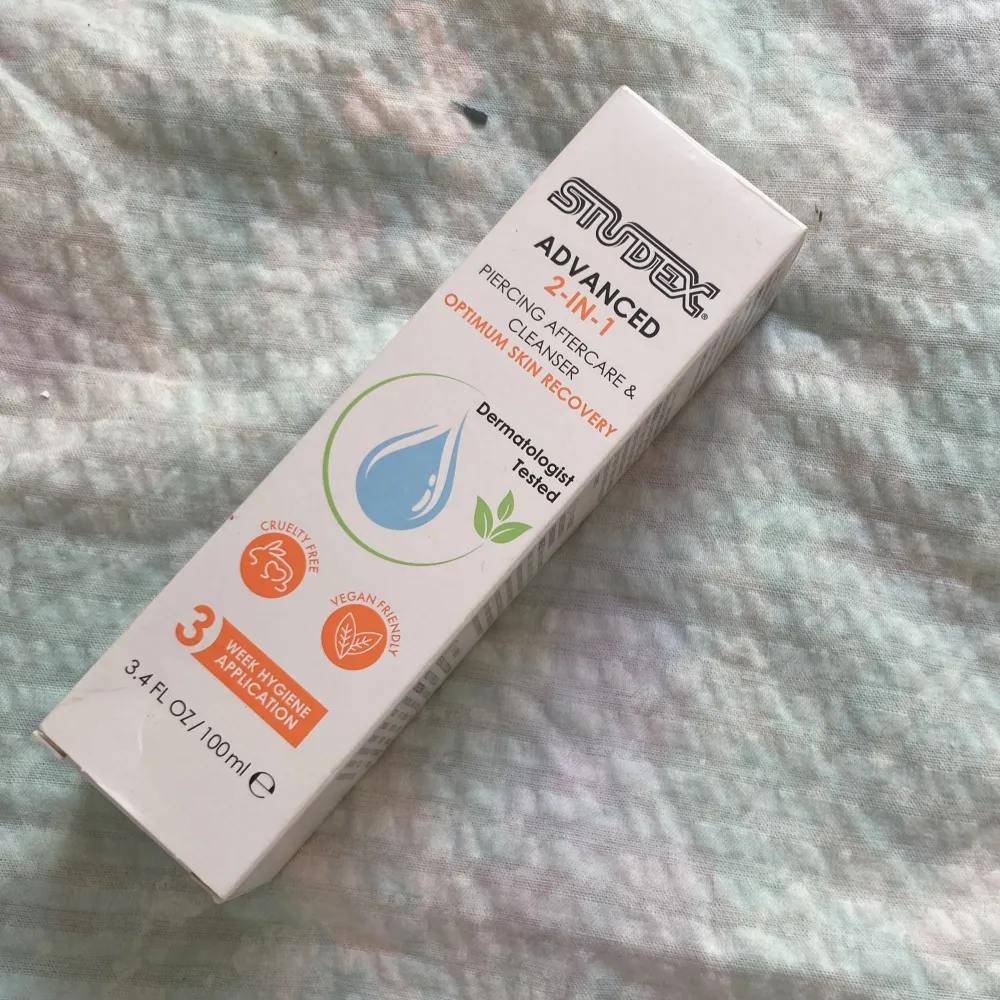 STUDEX®
ADVANCED
2-IN-1
PIERCING AFTERCARE &
CLEANSER
OPTIMUM SKIN RECOVERY
Dermatologist
Tested
CRUELTY FREE
VEGAN FRIENDLY
3
WEEK HYGIENE
APPLICATION
3.4 FL OZ/100ml ℮